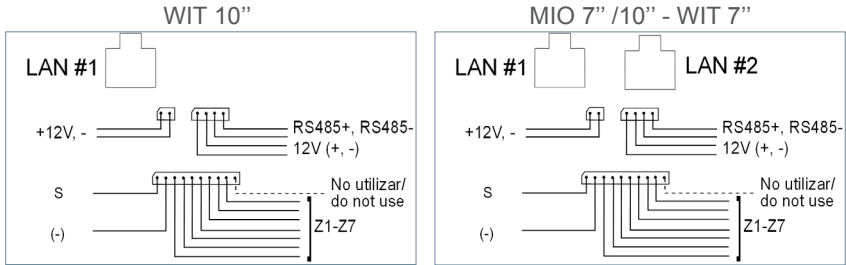 WIT 10’’
LAN #1
+12V, -
RS485+, RS485-
12V (+, -)
S
No utilizar/
do not use
(-)
Z1-Z7
MIO 7’’ /10’’ - WIT 7’’
LAN #1
LAN #2
+12V, -
RS485+, RS485-
12V (+, -)
S
No utilizar/
do not use
(-)
Z1-Z7